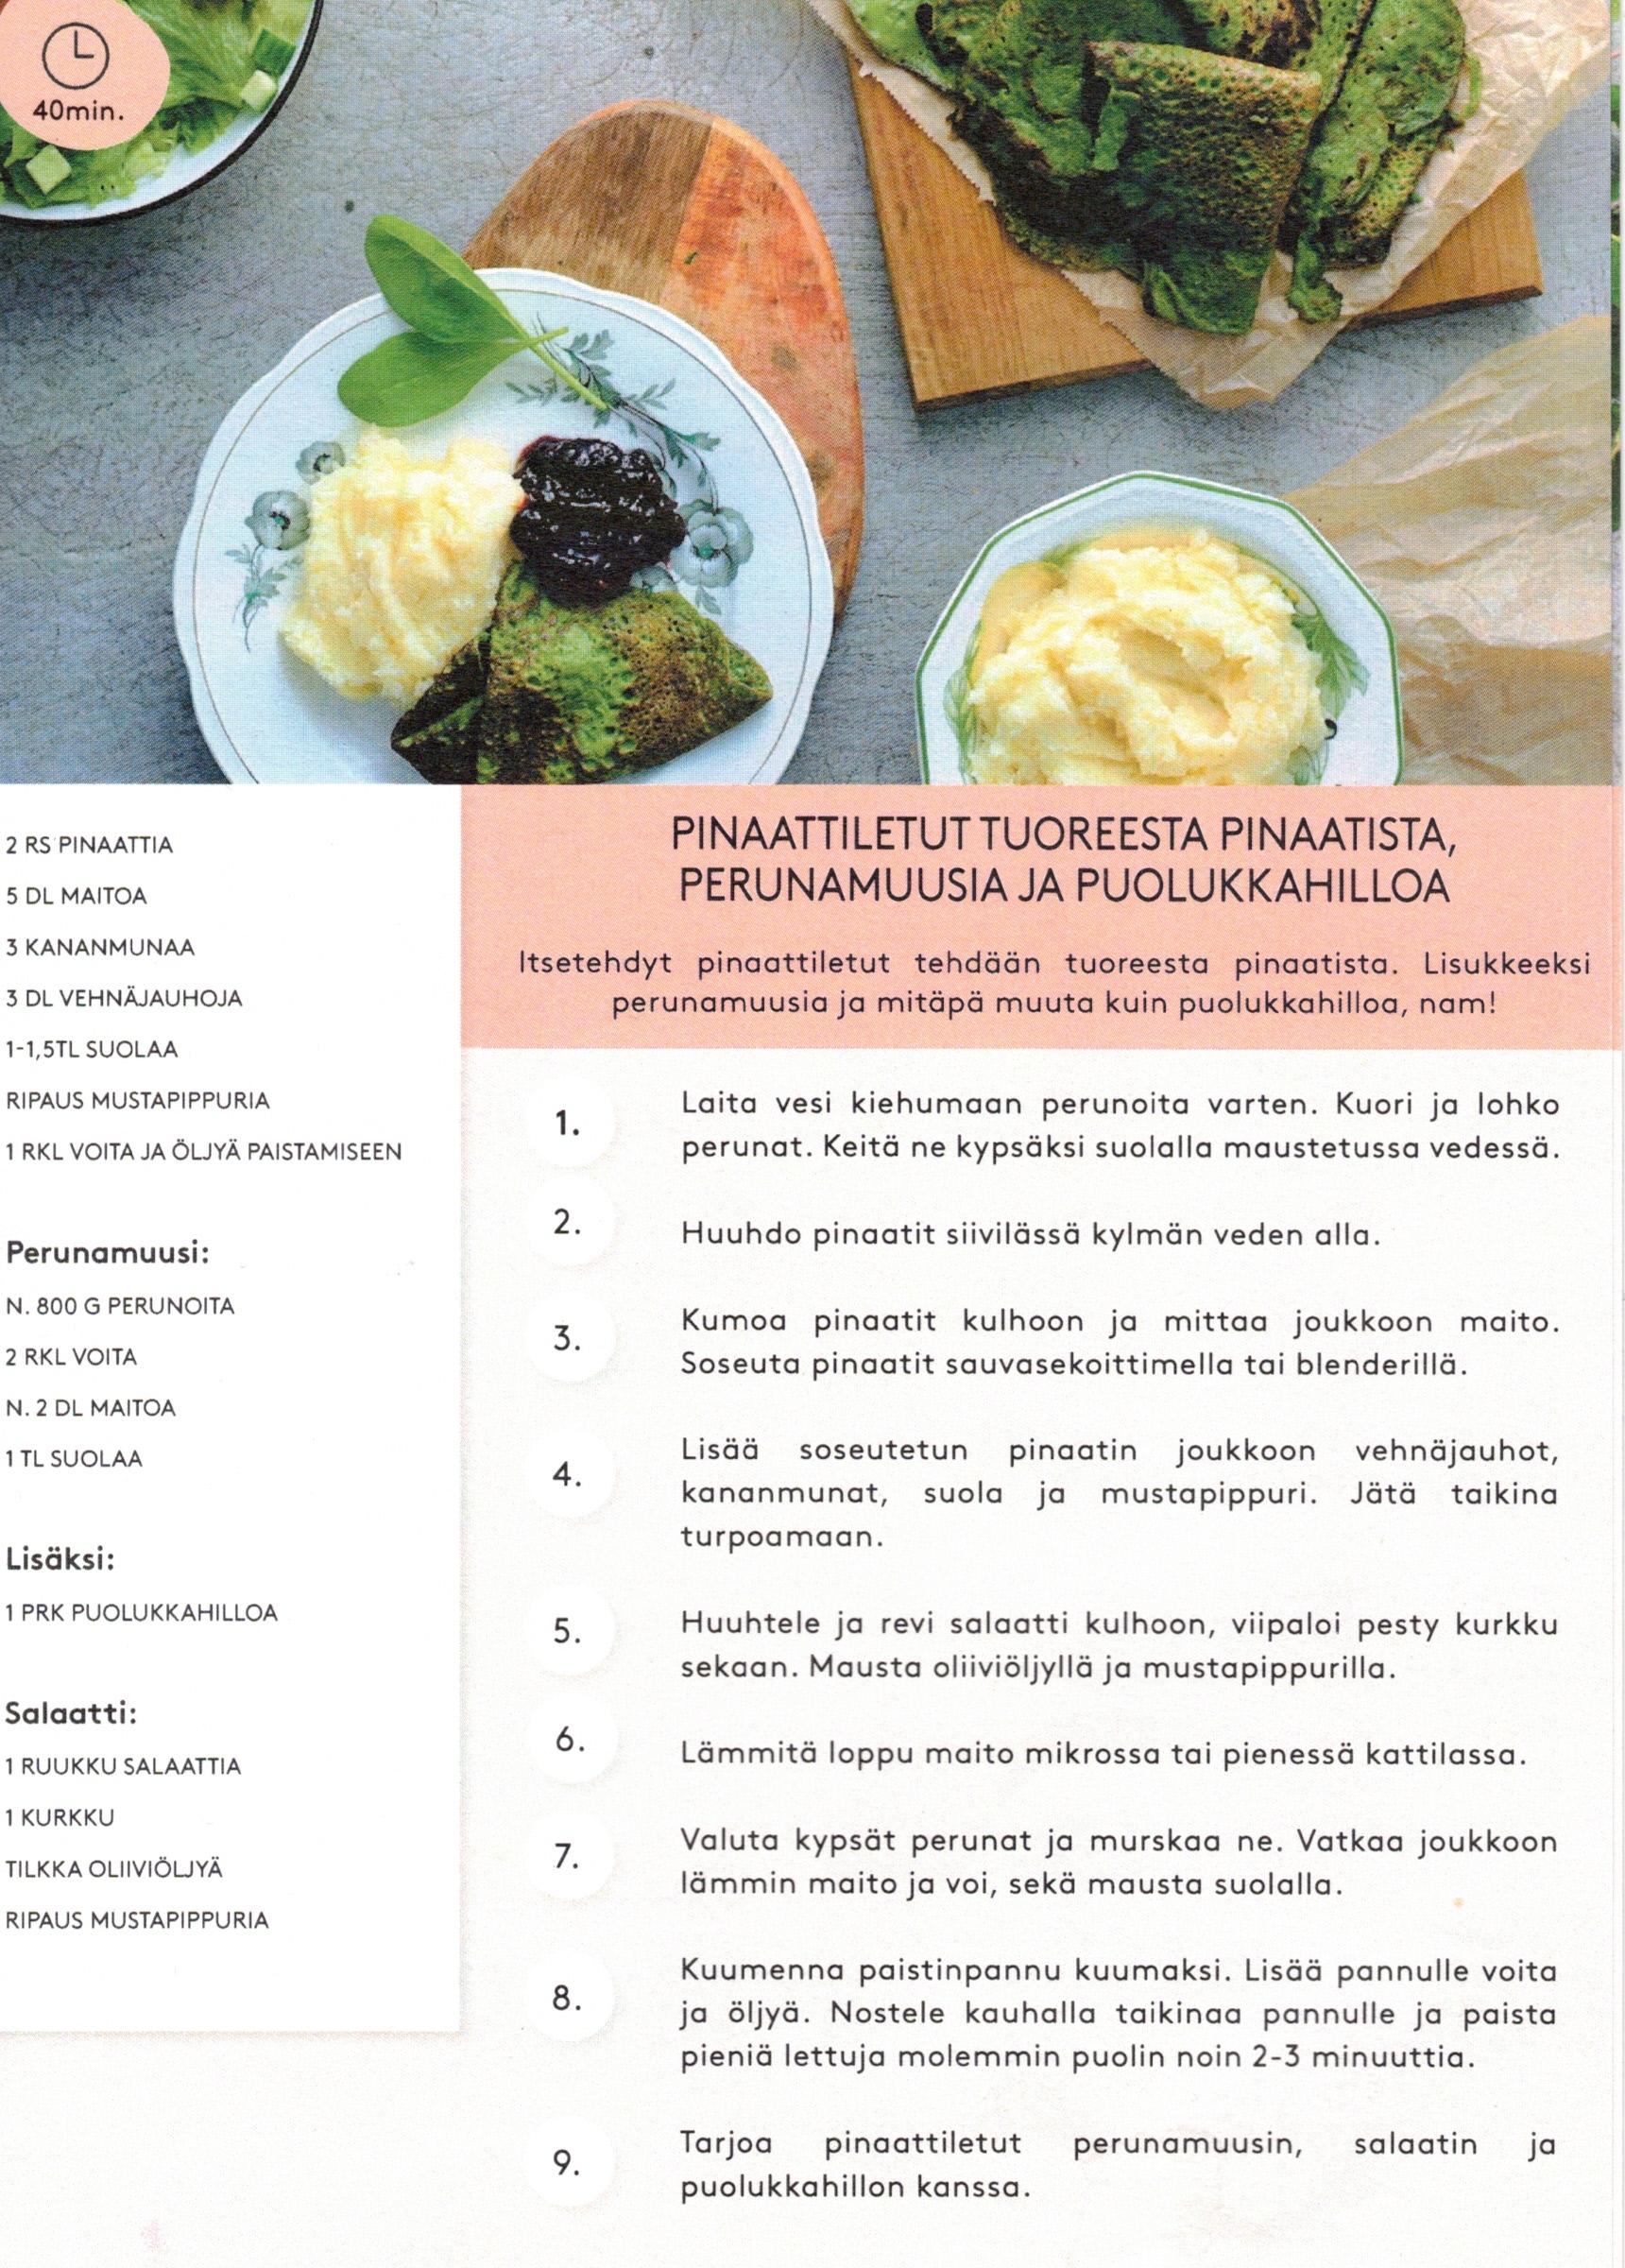 40min.
2 RS PINAATTIA
5 DL MAITOA
3 KANANMUNAA
3 DL VEHNÄJAUHOJA
1-1,5TL SUOLAA
RIPAUS MUSTAPIPPURIA
1 RKL VOITA JA ÖLJYÄ PAISTAMISEEN
Perunamuusi:
N. 800 G PERUNOITA
2 RKL VOITA
N. 2 DL MAITOA
1 TL SUOLAA
Lisäksi:
1 PRK PUOLUKKAHILLOA
Salaatti:
1 RUUKKU SALAATTIA
1 KURKKU
TILKKA OLIIVIÖLJYÄ
RIPAUS MUSTAPIPPURIA
PINAATTILETUT TUOREESTA PINAATISTA,
PERUNAMUUSIA JA PUOLUKKAHILLOA
Itsetehdyt pinaattiletut tehdään tuoreesta pinaatista. Lisukkeeksi
perunamuusia ja mitäpä muuta kuin puolukkahilloa, nam!
1. Laita vesi kiehumaan perunoita varten. Kuori ja lohko
perunat. Keitä ne kypsäksi suolalla maustetussa vedessä.
2. Huuhdo pinaatit siivilässä kylmän veden alla.
3. Kumoa pinaatit kulhoon ja mittaa joukkoon maito.
Soseuta pinaatit sauvasekoittimella tai blenderillä.
4. Lisää soseutetun pinaatin joukkoon vehnäjauhot,
kananmunat, suola ja mustapippuri. Jätä taikina
turpoamaan.
5. Huuhtele ja revi salaatti kulhoon, viipaloi pesty kurkku
sekaan. Mausta oliiviöljyllä ja mustapippurilla.
6. Lämmitä loppu maito mikrossa tai pienessä kattilassa.
7. Valuta kypsät perunat ja murskaa ne. Vatkaa joukkoon
lämmin maito ja voi, sekä mausta suolalla.
8. Kuumenna paistinpannu kuumaksi. Lisää pannulle voita
ja öljyä. Nostele kauhalla taikinaa pannulle ja paista
pieniä lettuja molemmin puolin noin 2-3 minuuttia.
9. Tarjoa pinaattiletut perunamuusin, salaatin ja
puolukkahillon kanssa.